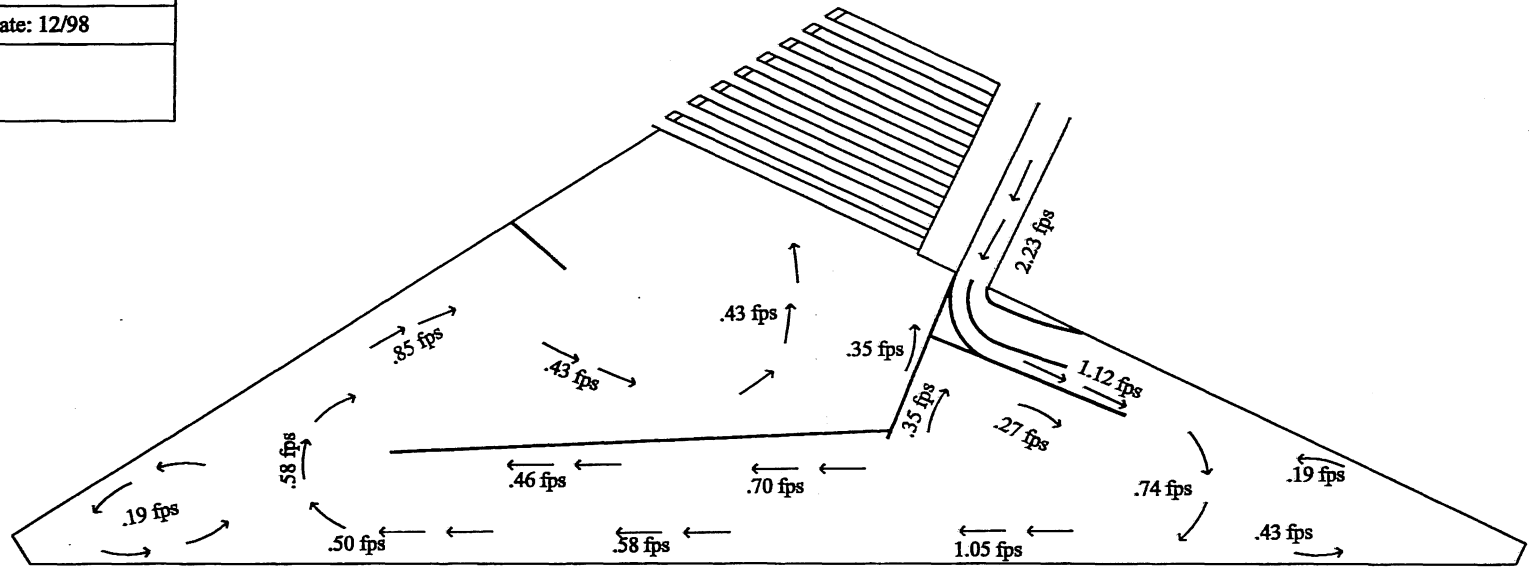 ate: 12/98
2.23 fps
.43 fps
.85 fps
.35 fps
.43 fps
1.12 fps
.35 fps
.27 fps
.58 fps
.46 fps
.70 fps
.74 fps
.19 fps
.19 fps
.50 fps
.58 fps
1.05 fps
.43 fps